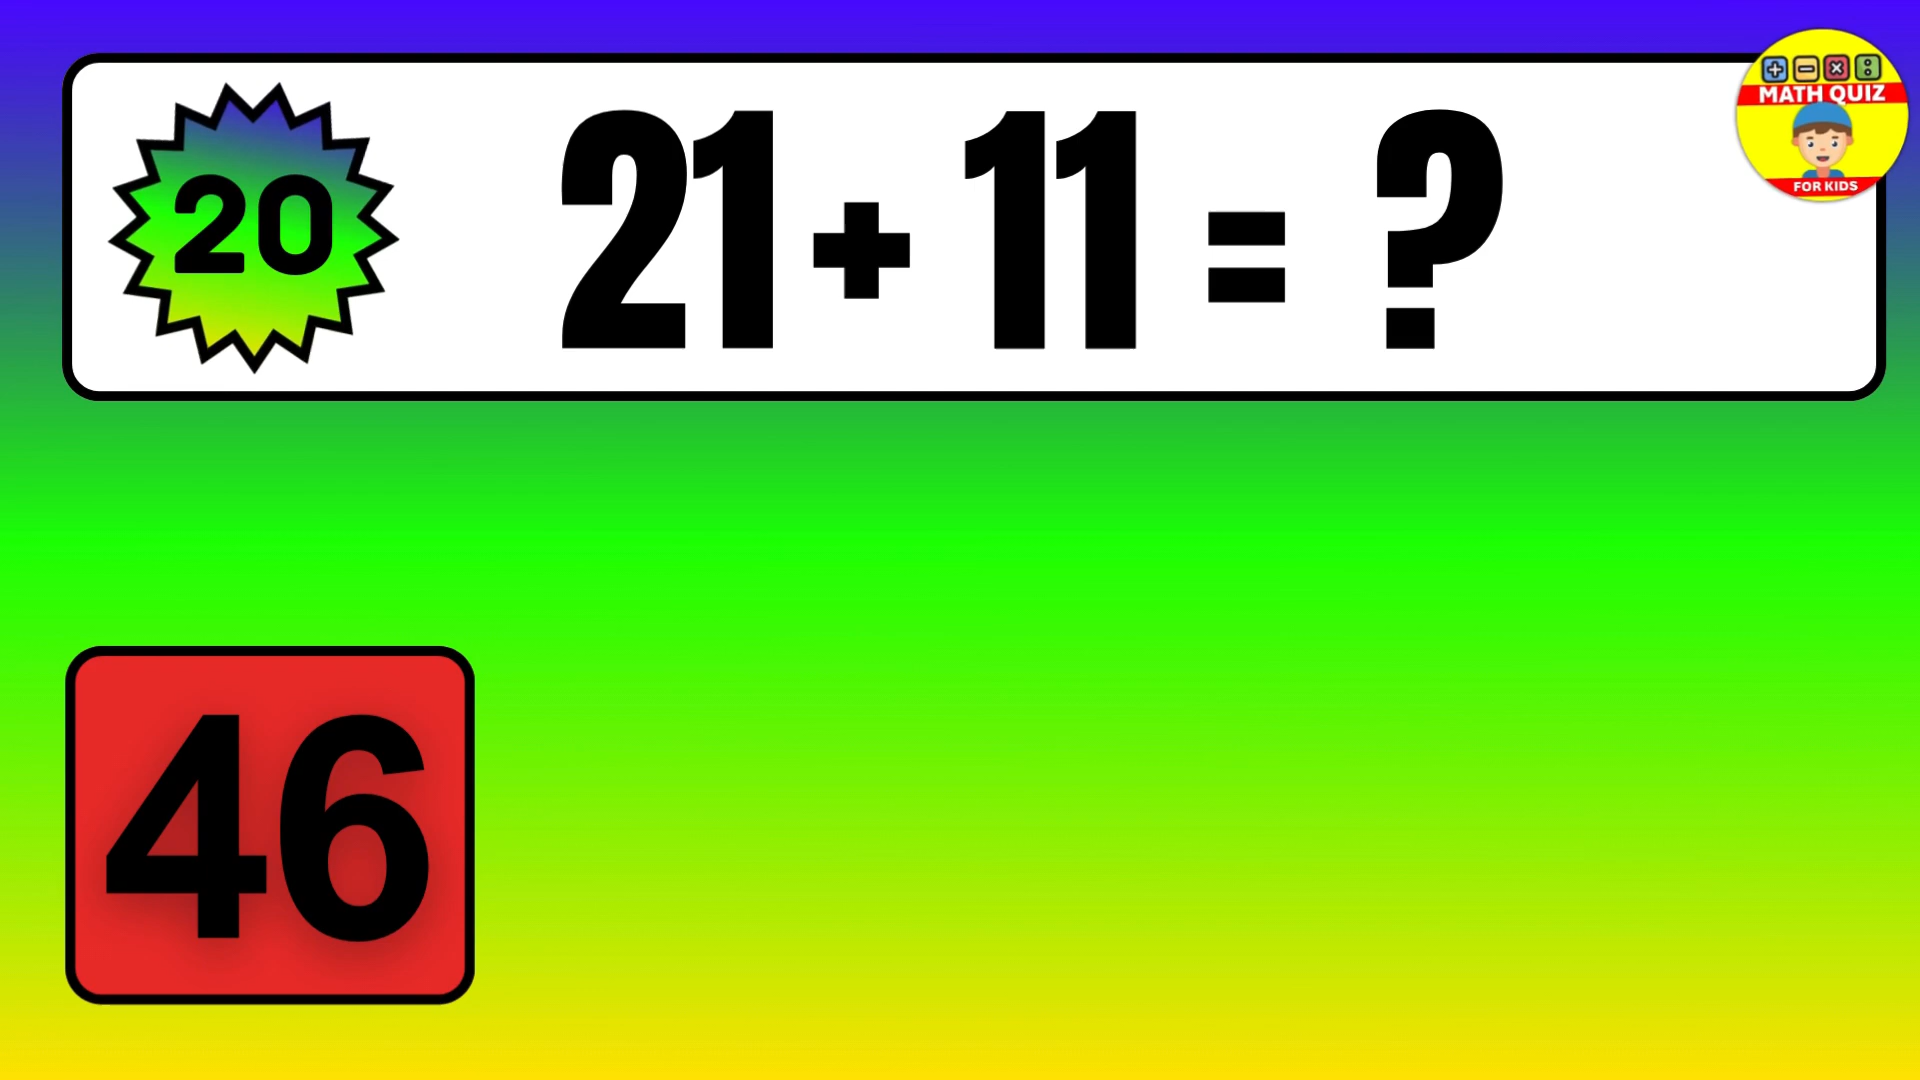 20
21 + 11 = ?
+ − × ÷
MATH QUIZ
FOR KIDS
46